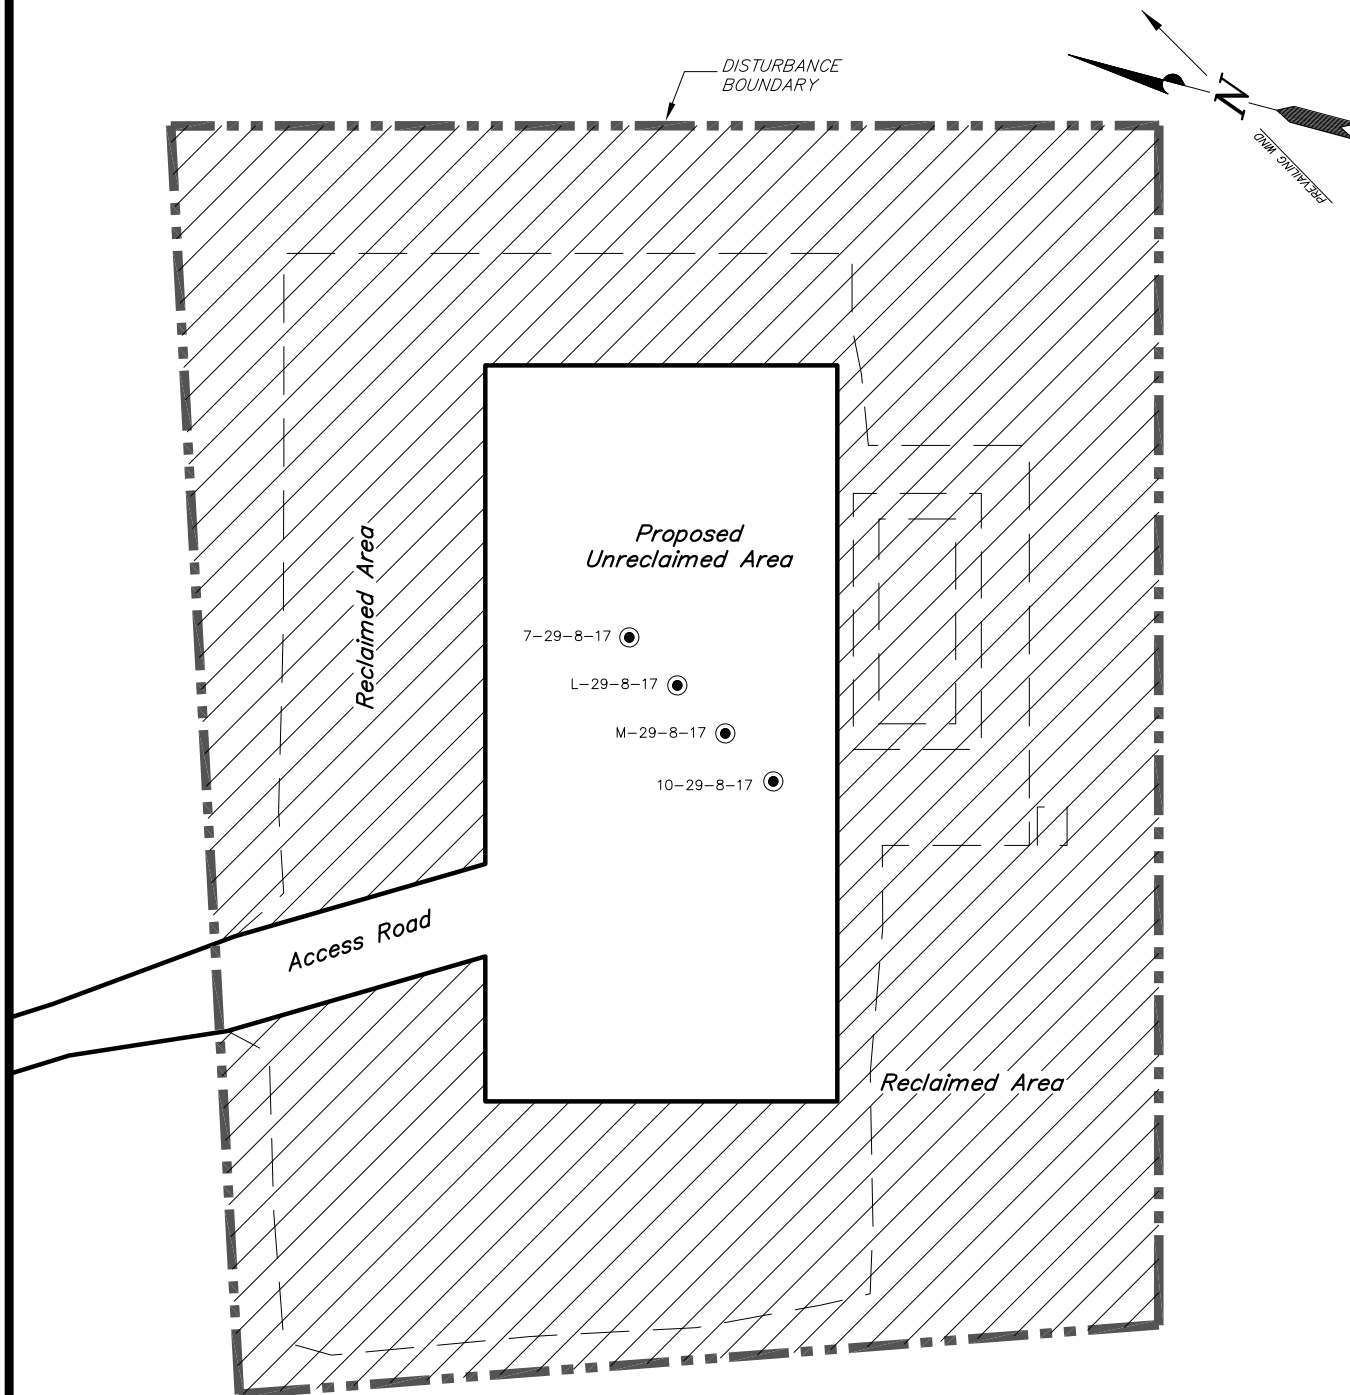 DISTURBANCE
BOUNDARY
N
PREVAILING WIND
Reclaimed Area
Proposed
Unreclaimed Area
7-29-8-17
L-29-8-17
M-29-8-17
10-29-8-17
Access Road
Reclaimed Area